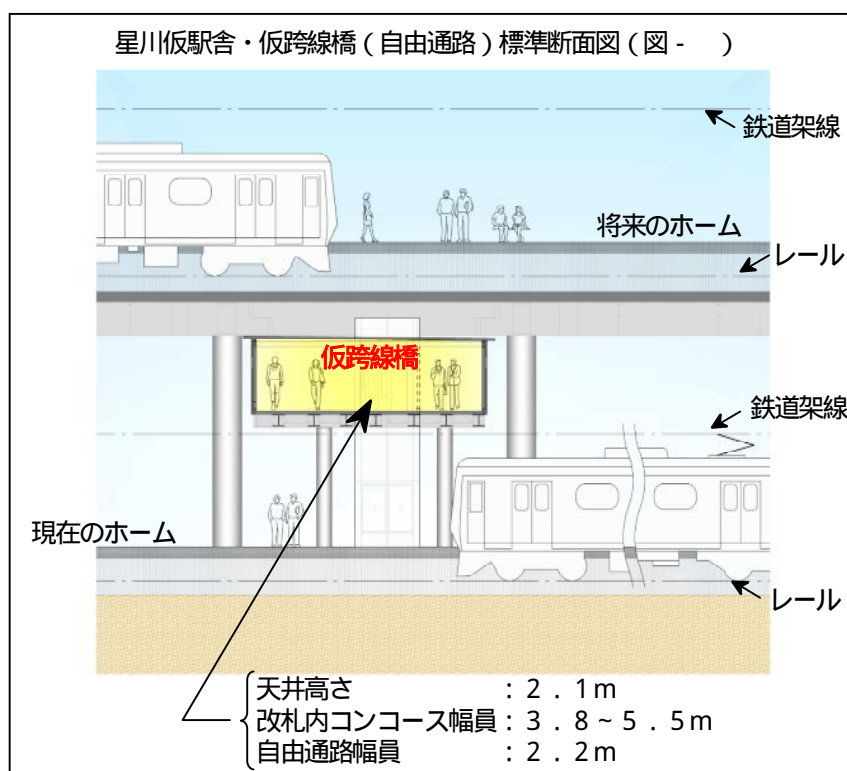 星川仮駅舎・仮跨線橋(自由通路)標準断面図(図- )
鉄道架線
将来のホーム
レール
仮跨線橋
鉄道架線
現在のホーム
レール
天井高さ :2.1m
改札内コンコース幅員:3.8~5.5m
自由通路幅員 :2.2m